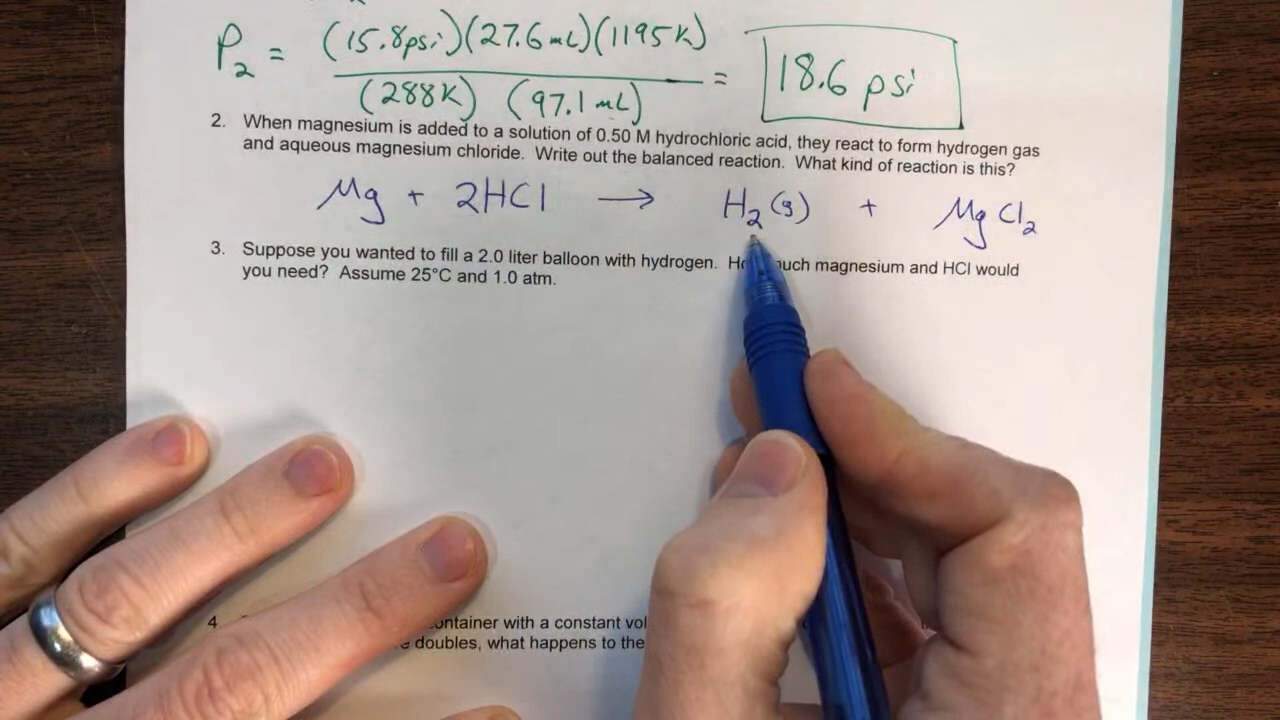 P₂ = (15.8psi)(27.6mL)(1195K) / (288K) (97.1mL) = 18.6 psi
2. When magnesium is added to a solution of 0.50 M hydrochloric acid, they react to form hydrogen gas
and aqueous magnesium chloride. Write out the balanced reaction. What kind of reaction is this?
Mg + 2HCl → H₂(g) + MgCl₂
3. Suppose you wanted to fill a 2.0 liter balloon with hydrogen. much magnesium and HCl would
you need? Assume 25°C and 1.0 atm.
4 container with a constant
doubles, what happens to the